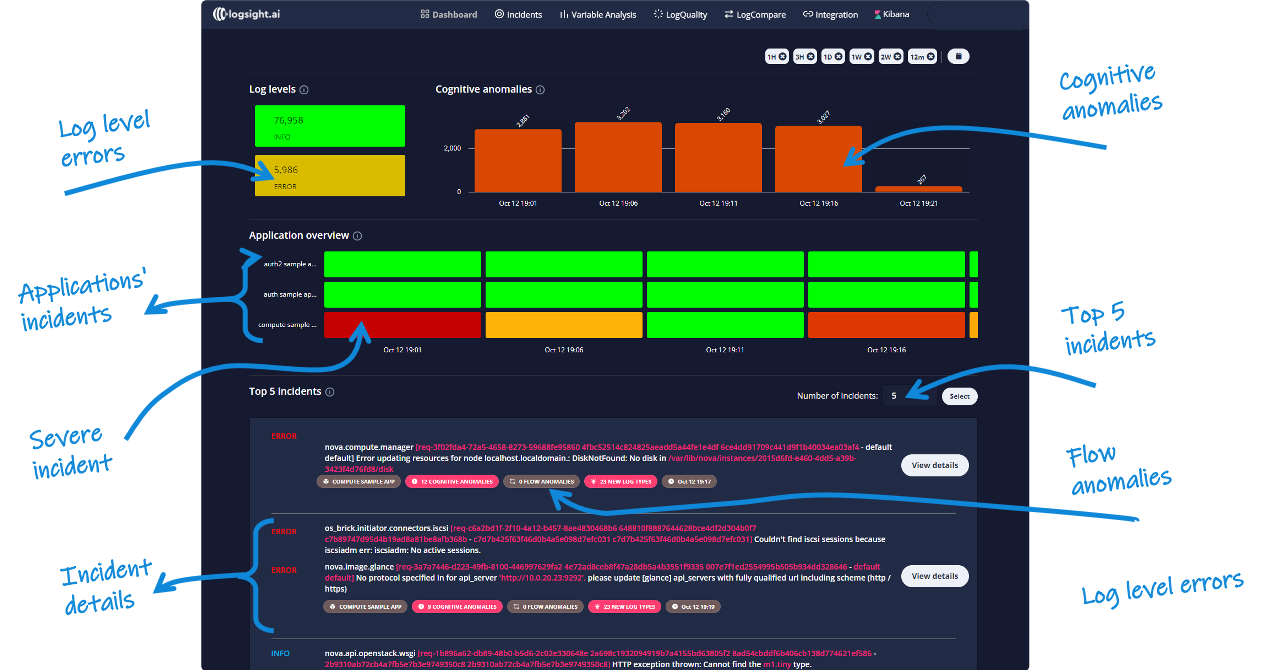 logsight.ai
Dashboard
Incidents
Variable Analysis
LogQuality
LogCompare
Integration
Kibana
1H
3H
1D
1W
2W
12m
Log levels
76,958
INFO
5,986
ERROR
Cognitive anomalies
2,881
3,202
3,160
3,027
267
2,000
0
Oct 12 19:01
Oct 12 19:06
Oct 12 19:11
Oct 12 19:16
Oct 12 19:21
Application overview
auth2 sample a...
auth sample ap...
compute sample ...
Oct 12 19:01
Oct 12 19:06
Oct 12 19:11
Oct 12 19:16
Top 5 Incidents
Number of Incidents:
5
Select
ERROR
nova.compute.manager [req-3f02fda4-72a5-4658-8273-59688fe95860 4fbc52514c824825aeadd5a44fe1e4df 6ce4dd91709c441d9f1b40034ea03af4 - default
default] Error updating resources for node localhost.localdomain.: DiskNotFound: No disk in /var/lib/nova/instances/2015d6fd-e460-4dd5-a39b-
3423f4d76fd8/disk
View details
COMPUTE SAMPLE APP
12 COGNITIVE ANOMALIES
0 FLOW ANOMALIES
23 NEW LOG TYPES
Oct 12 19:17
ERROR
os_brick.initiator.connectors.iscsi [req-c6a2bd1f-2f10-4a12-b457-8ae4830468b6 648810f8887644628bce4df2d304b0f7
c7b89747d95d4b19ad8a81be8afb368b - c7d7b425f63f46d0b4a5e098d7efc031 c7d7b425f63f46d0b4a5e098d7efc031] Couldn't find iscsi sessions because
iscsiadm err: iscsiadm: No active sessions.
ERROR
nova.image.glance [req-3a7a7446-d223-49fb-8100-446997629fa2 4e72ad8ceb8f47a28db5a4b3551f9335 007e7f1ed2554995b505b934dd328646 - default
default] No protocol specified in for api_server 'http://10.0.20.23:9292', please update [glance] api_servers with fully qualified url including scheme (http /
https)
View details
COMPUTE SAMPLE APP
9 COGNITIVE ANOMALIES
0 FLOW ANOMALIES
23 NEW LOG TYPES
Oct 12 19:19
INFO
nova.api.openstack.wsgi [req-1b896a62-db89-48b0-b5d6-2c02e330648e 2a698c1932094919b7a4155bd63805f2 8ad54cbddf6b406cb138d774621ef586 -
2b9310ab72cb4a7fb5e7b3e9749350c8 2b9310ab72cb4a7fb5e7b3e9749350c8] HTTP exception thrown: Cannot find the m1.tiny type.
Log level
errors
Applications'
incidents
Severe
incident
Incident
details
Cognitive
anomalies
Top 5
incidents
Flow
anomalies
Log level errors